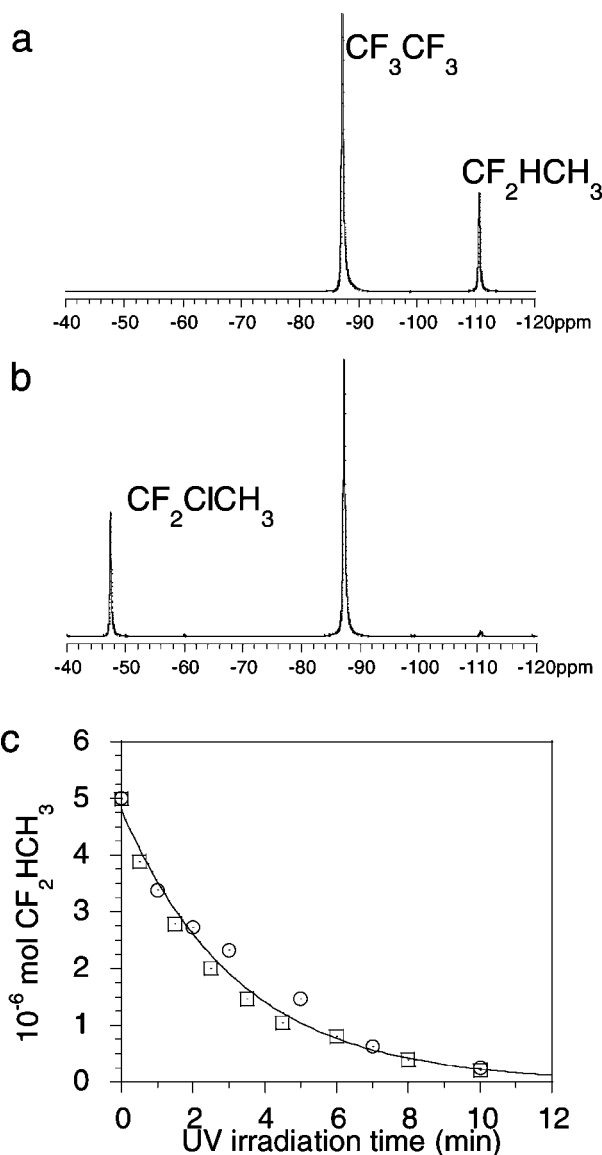 a
CF₃CF₃
CF₂HCH₃
-40 -50 -60 -70 -80 -90 -100 -110 -120ppm
b
CF₂ClCH₃
-40 -50 -60 -70 -80 -90 -100 -110 -120ppm
c
6
5
4
3
2
1
0
10⁻⁶ mol CF₂HCH₃
0 2 4 6 8 10 12
UV irradiation time (min)